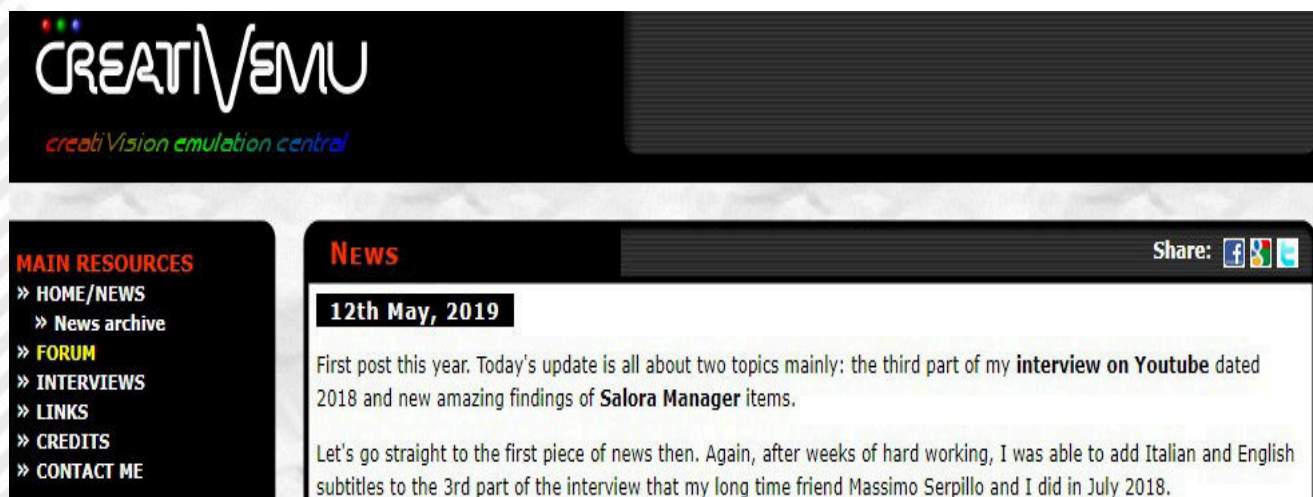 CREATIVEMU
creatiVision emulation central
MAIN RESOURCES
» HOME/NEWS
» News archive
» FORUM
» INTERVIEWS
» LINKS
» CREDITS
» CONTACT ME
NEWS
Share:
12th May, 2019
First post this year. Today's update is all about two topics mainly: the third part of my interview on Youtube dated
2018 and new amazing findings of Salora Manager items.
Let's go straight to the first piece of news then. Again, after weeks of hard working, I was able to add Italian and English
subtitles to the 3rd part of the interview that my long time friend Massimo Serpillo and I did in July 2018.